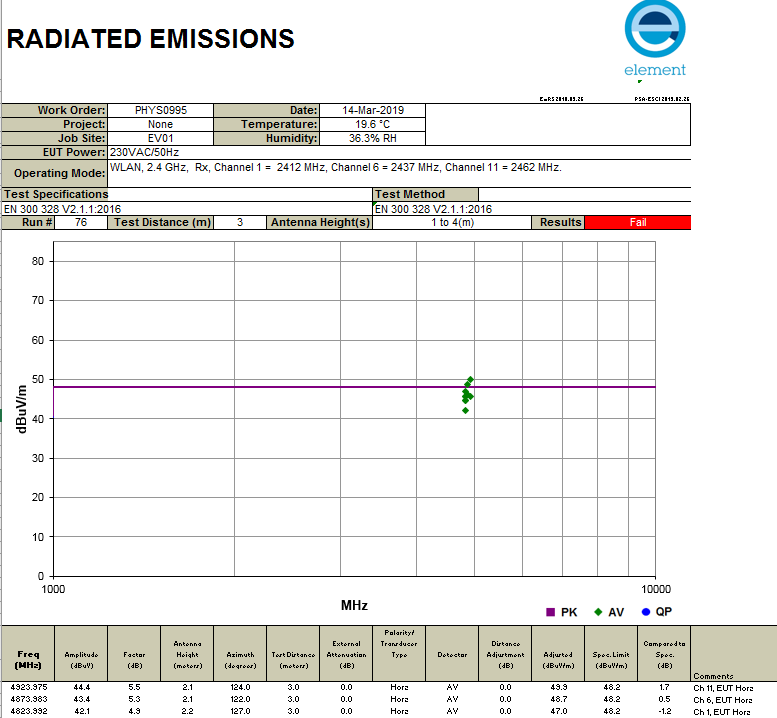 RADIATED EMISSIONS
element
EmR5 2018.09.26 PSA-ESCI 2019.02.26
Work Order: PHYS0995 Date: 14-Mar-2019
Project: None Temperature: 19.6 °C
Job Site: EV01 Humidity: 36.3% RH
EUT Power: 230VAC/50Hz
Operating Mode: WLAN, 2.4 GHz, Rx, Channel 1 = 2412 MHz, Channel 6 = 2437 MHz, Channel 11 = 2462 MHz.
Test Specifications Test Method
EN 300 328 V2.1.1:2016 EN 300 328 V2.1.1:2016
Run # 76 Test Distance (m) 3 Antenna Height(s) 1 to 4(m) Results Fail
80
70
60
50
40
30
20
10
0
dBuV/m
1000 10000
MHz
PK AV QP
Freq (MHz) Amplitude (dBuV) Factor (dB) Antenna Height (meters) Azimuth (degrees) Test Distance (meters) External Attenuation (dB) Polarity/ Transducer Type Detector Distance Adjustment (dB) Adjusted (dBuV/m) Spec. Limit (dBuV/m) Compared to Spec. (dB) Comments
4923.975 44.4 5.5 2.1 124.0 3.0 0.0 Horz AV 0.0 49.9 48.2 1.7 Ch 11, EUT Horz
4873.983 43.4 5.3 2.1 122.0 3.0 0.0 Horz AV 0.0 48.7 48.2 0.5 Ch 6, EUT Horz
4823.992 42.1 4.9 2.2 127.0 3.0 0.0 Horz AV 0.0 47.0 48.2 -1.2 Ch 1, EUT Horz